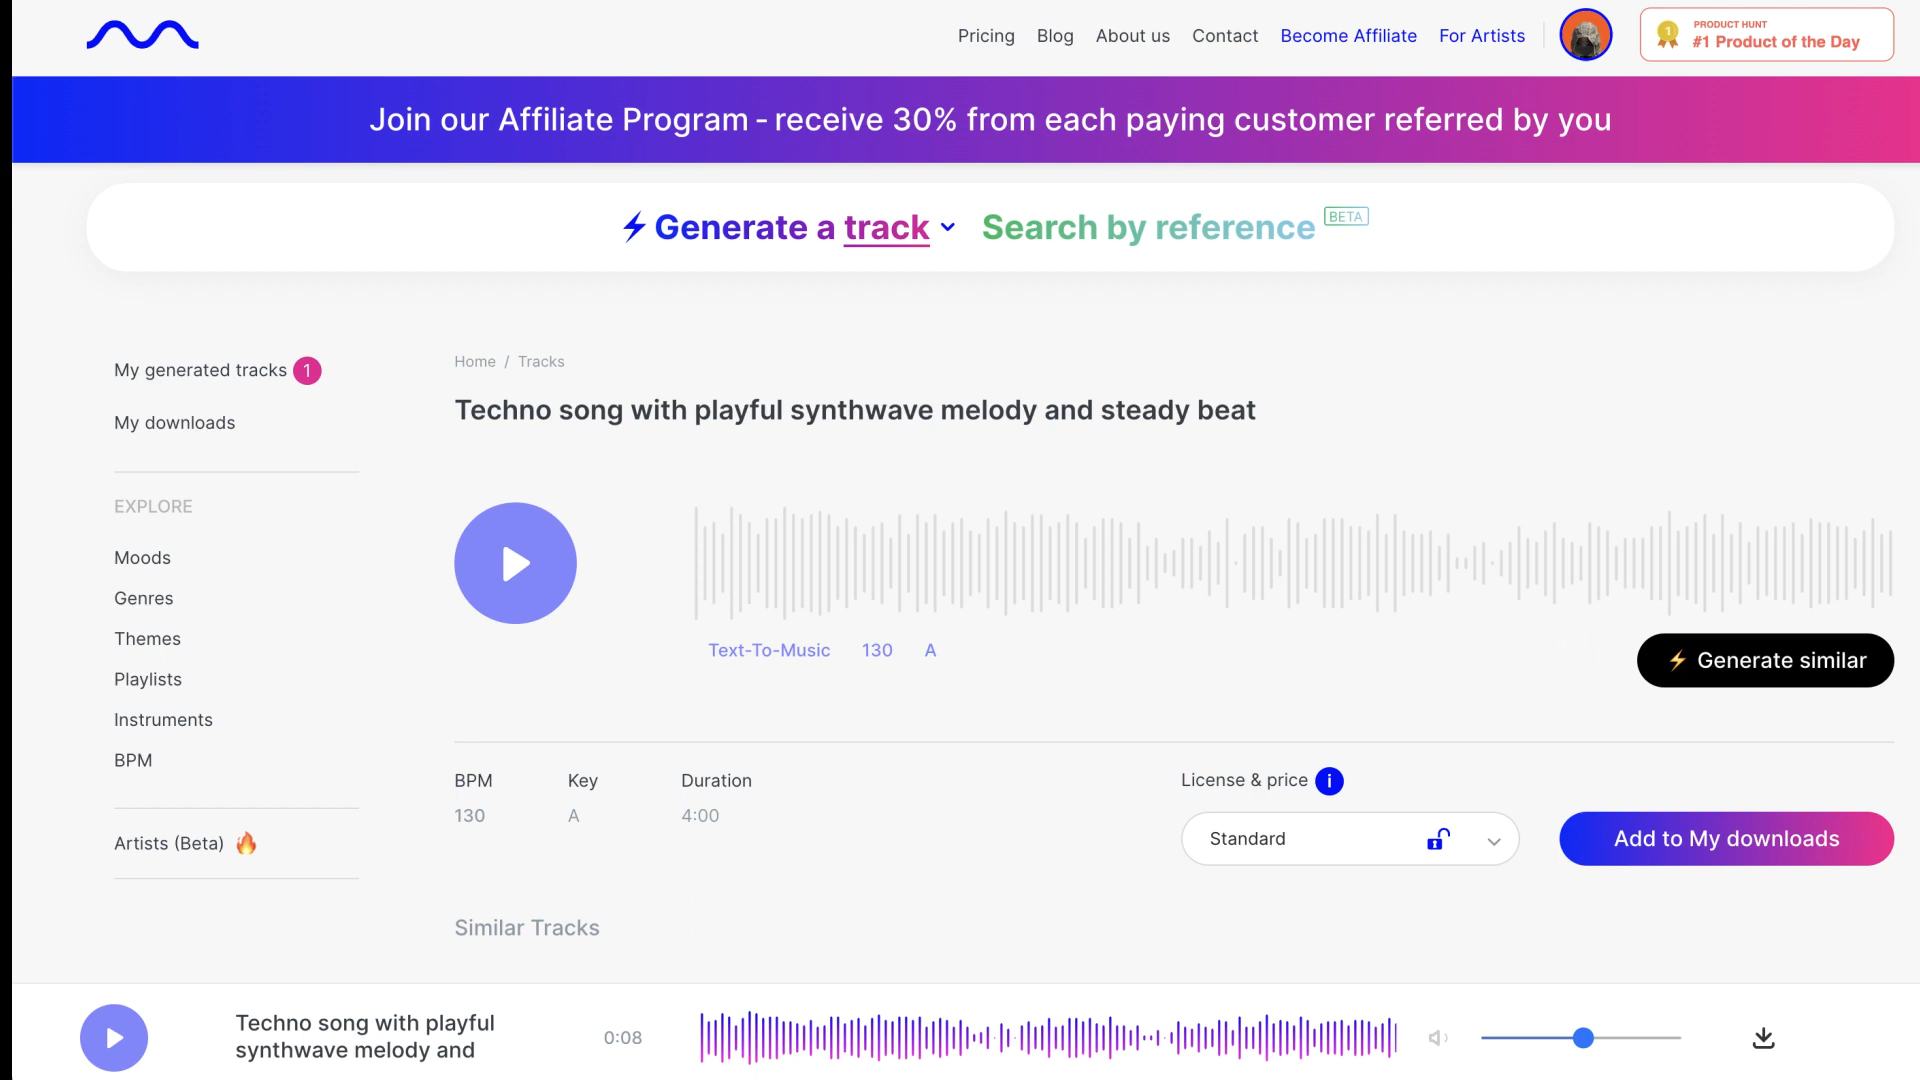 Pricing Blog About us Contact Become Affiliate For Artists
1 PRODUCT HUNT
#1 Product of the Day
Join our Affiliate Program - receive 30% from each paying customer referred by you
Generate a track Search by reference BETA
My generated tracks 1
My downloads
EXPLORE
Moods
Genres
Themes
Playlists
Instruments
BPM
Artists (Beta)
Home / Tracks
Techno song with playful synthwave melody and steady beat
Text-To-Music 130 A
Generate similar
BPM Key Duration
130 A 4:00
License & price i
Standard
Add to My downloads
Similar Tracks
Techno song with playful
synthwave melody and
0:08